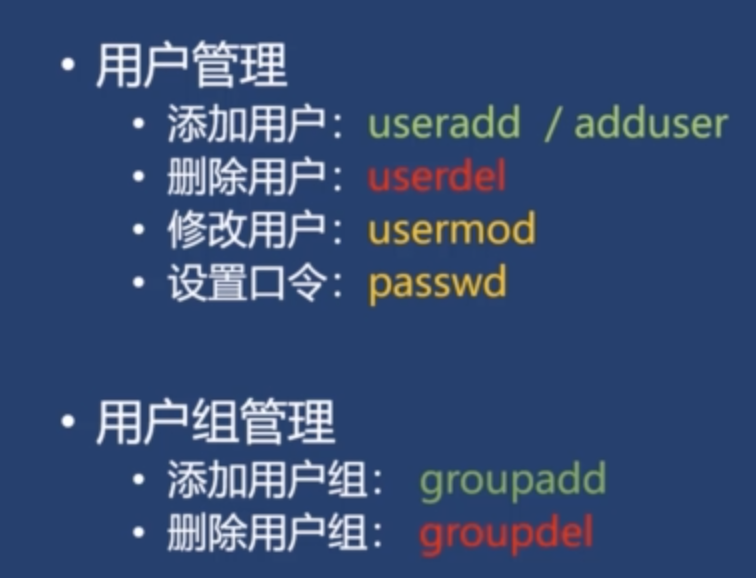 • 用户管理
• 添加用户：useradd / adduser
• 删除用户：userdel
• 修改用户：usermod
• 设置口令：passwd
• 用户组管理
• 添加用户组： groupadd
• 删除用户组： groupdel